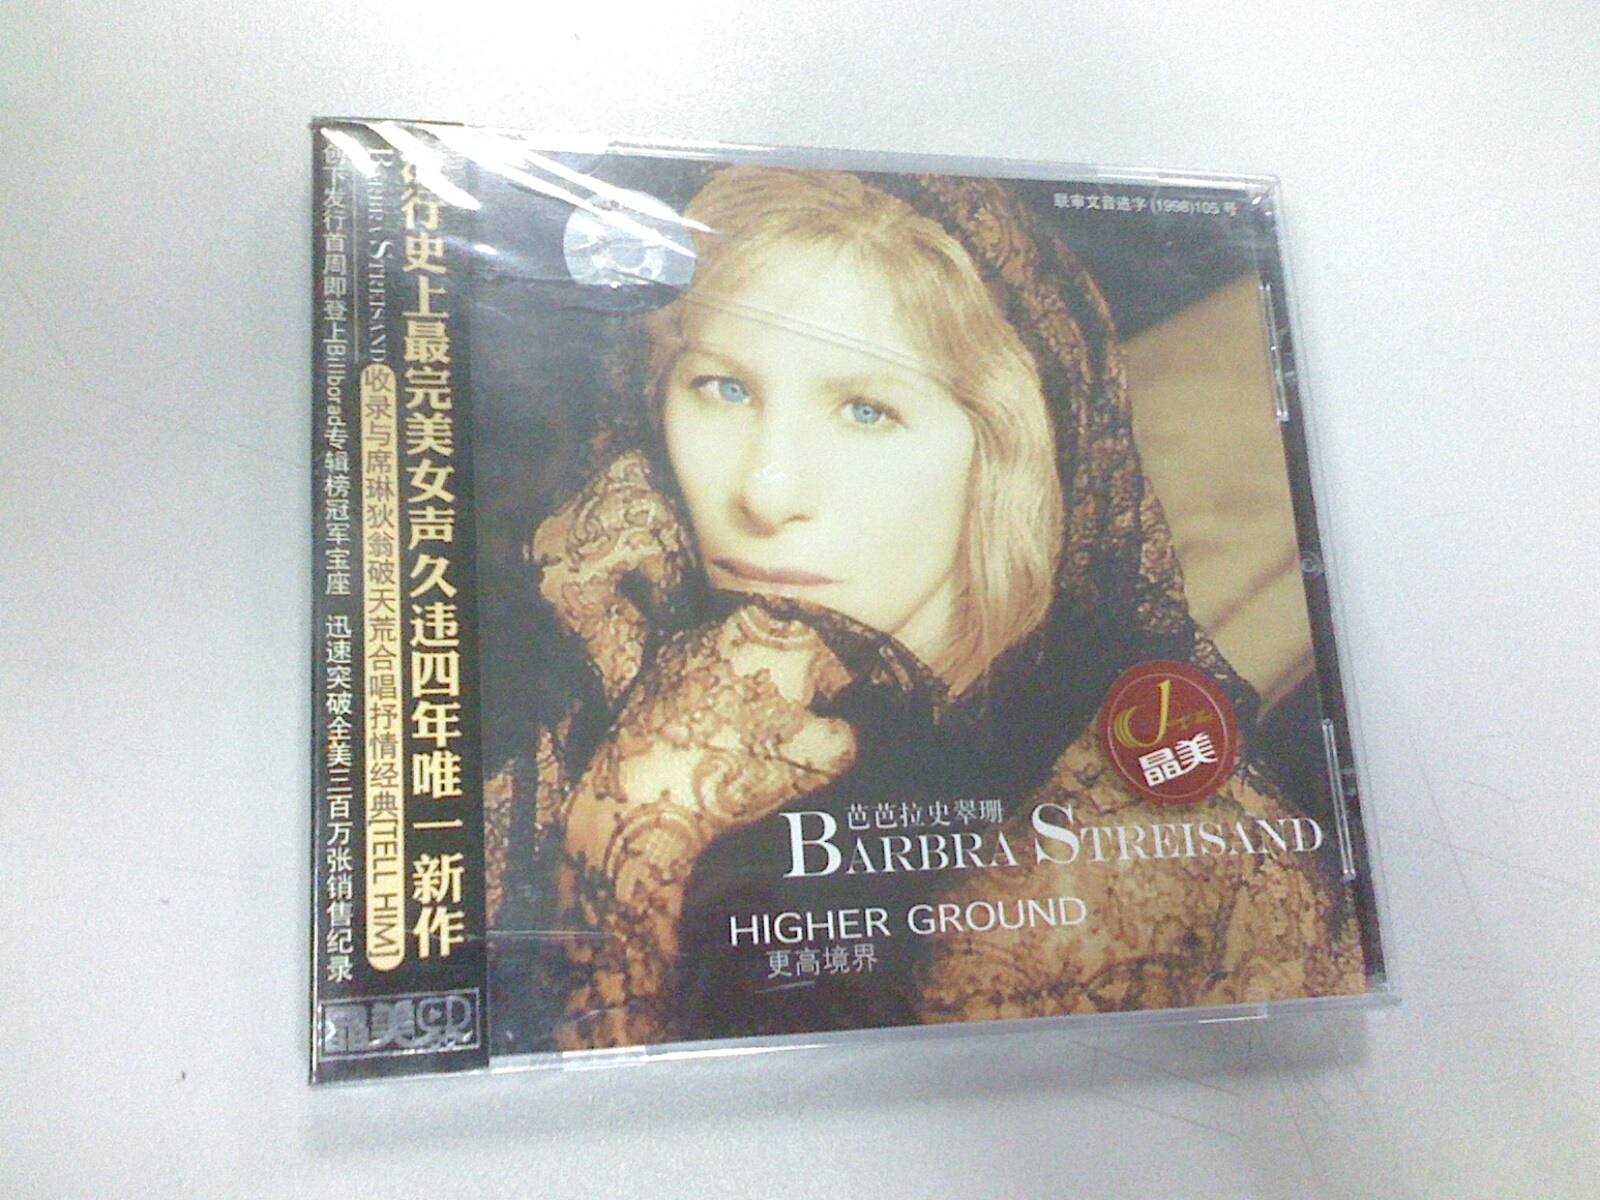 行史上最完美女声久违四年唯一新作
BARBRA STREISAND 收录与席琳狄翁破天荒合唱抒情经典[TELL HIM]
创下发行首周即登上Billborad专辑榜冠军宝座 迅速突破全美三百万张销售纪录
晶美CD
联审文音进字(1998)105号
J
晶美
芭芭拉史翠珊
BARBRA STREISAND
HIGHER GROUND
更高境界